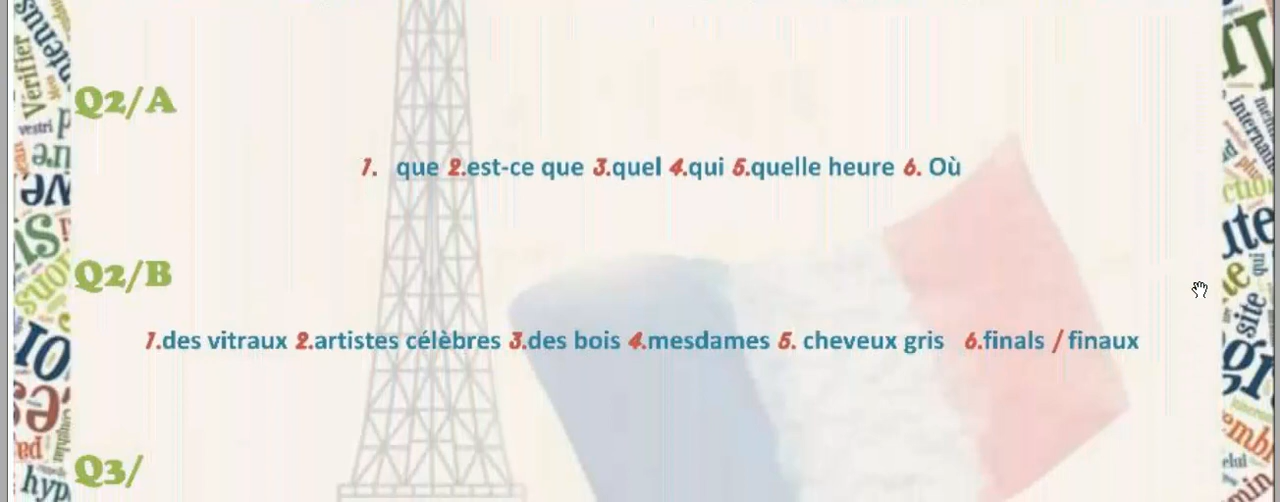 Q2/A
1. que 2.est-ce que 3.quel 4.qui 5.quelle heure 6. Où
Q2/B
1.des vitraux 2.artistes célèbres 3.des bois 4.mesdames 5. cheveux gris 6.finals / finaux
Q3/